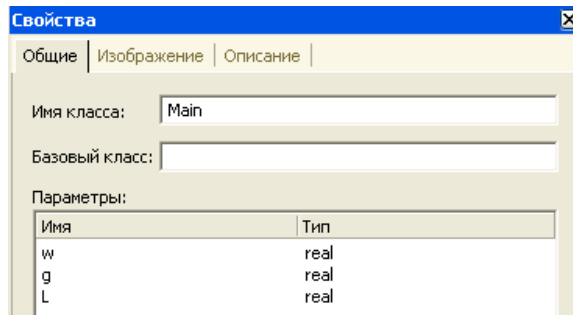 Свойства
Общие Изображение Описание
Имя класса: Main
Базовый класс:
Параметры:
Имя Тип
w real
g real
L real